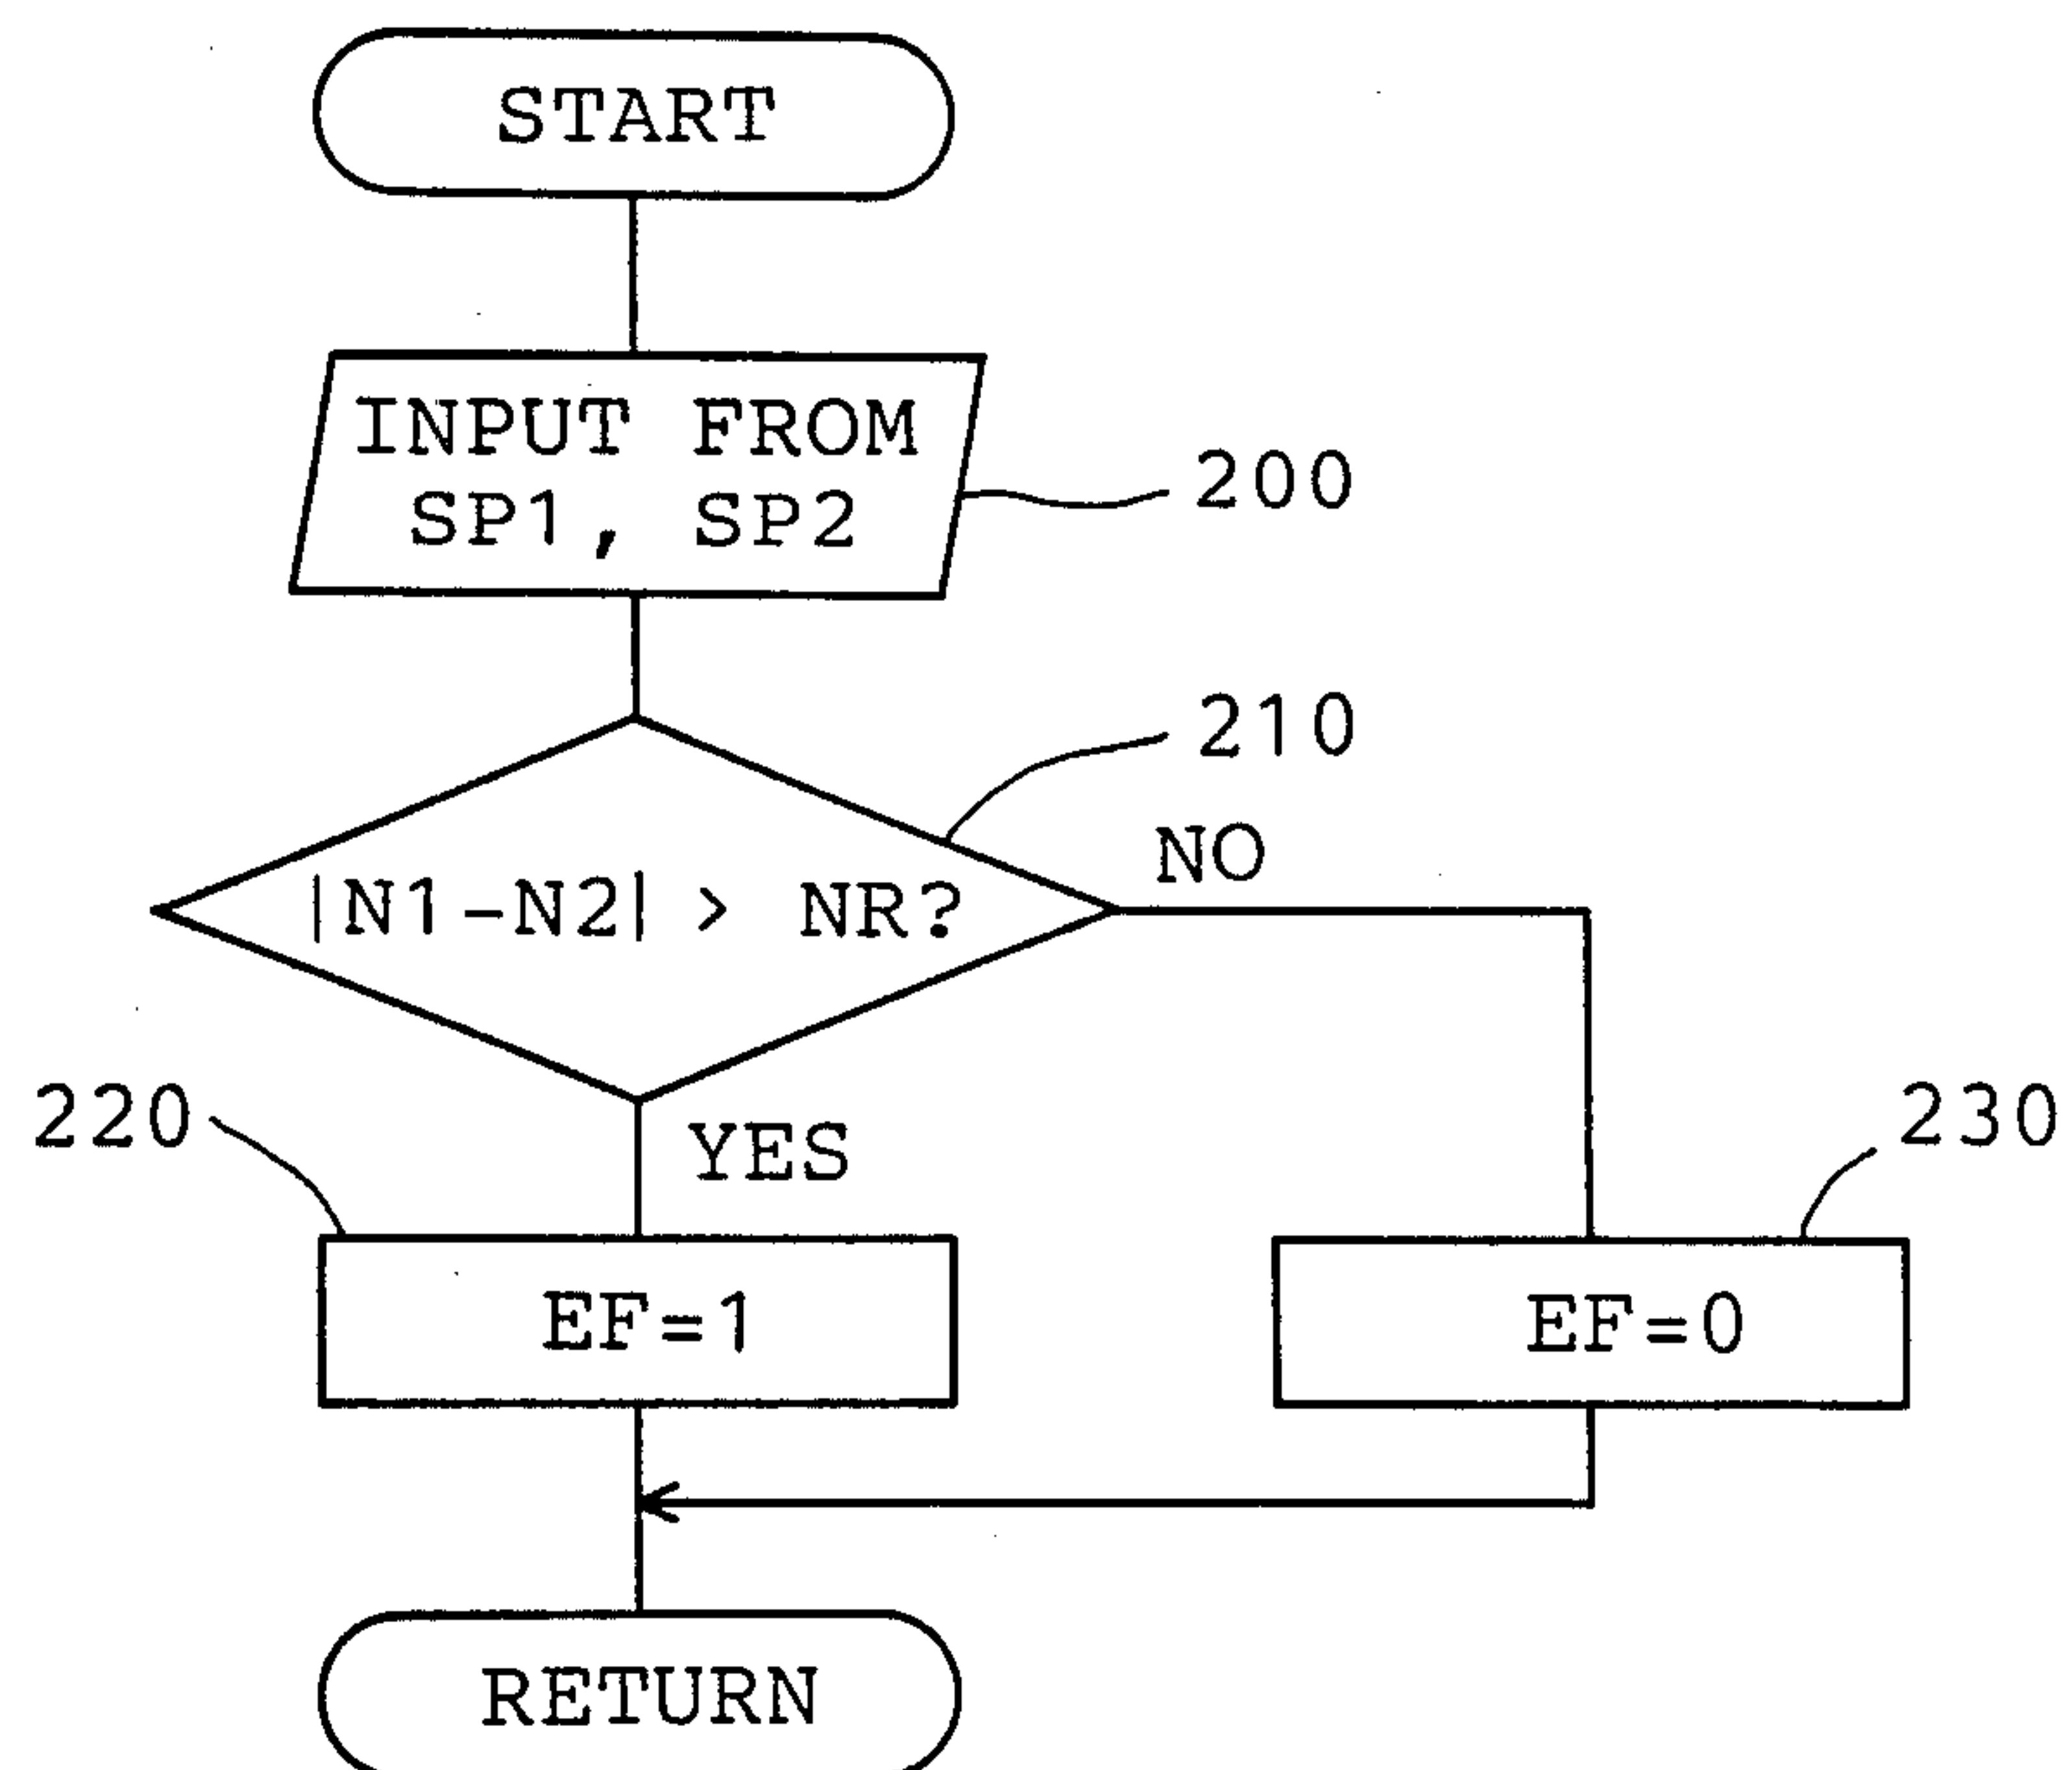 START
INPUT FROM
SP1, SP2
200
210
NO
|N1-N2| > NR?
220
YES
230
EF=1
EF=0
RETURN